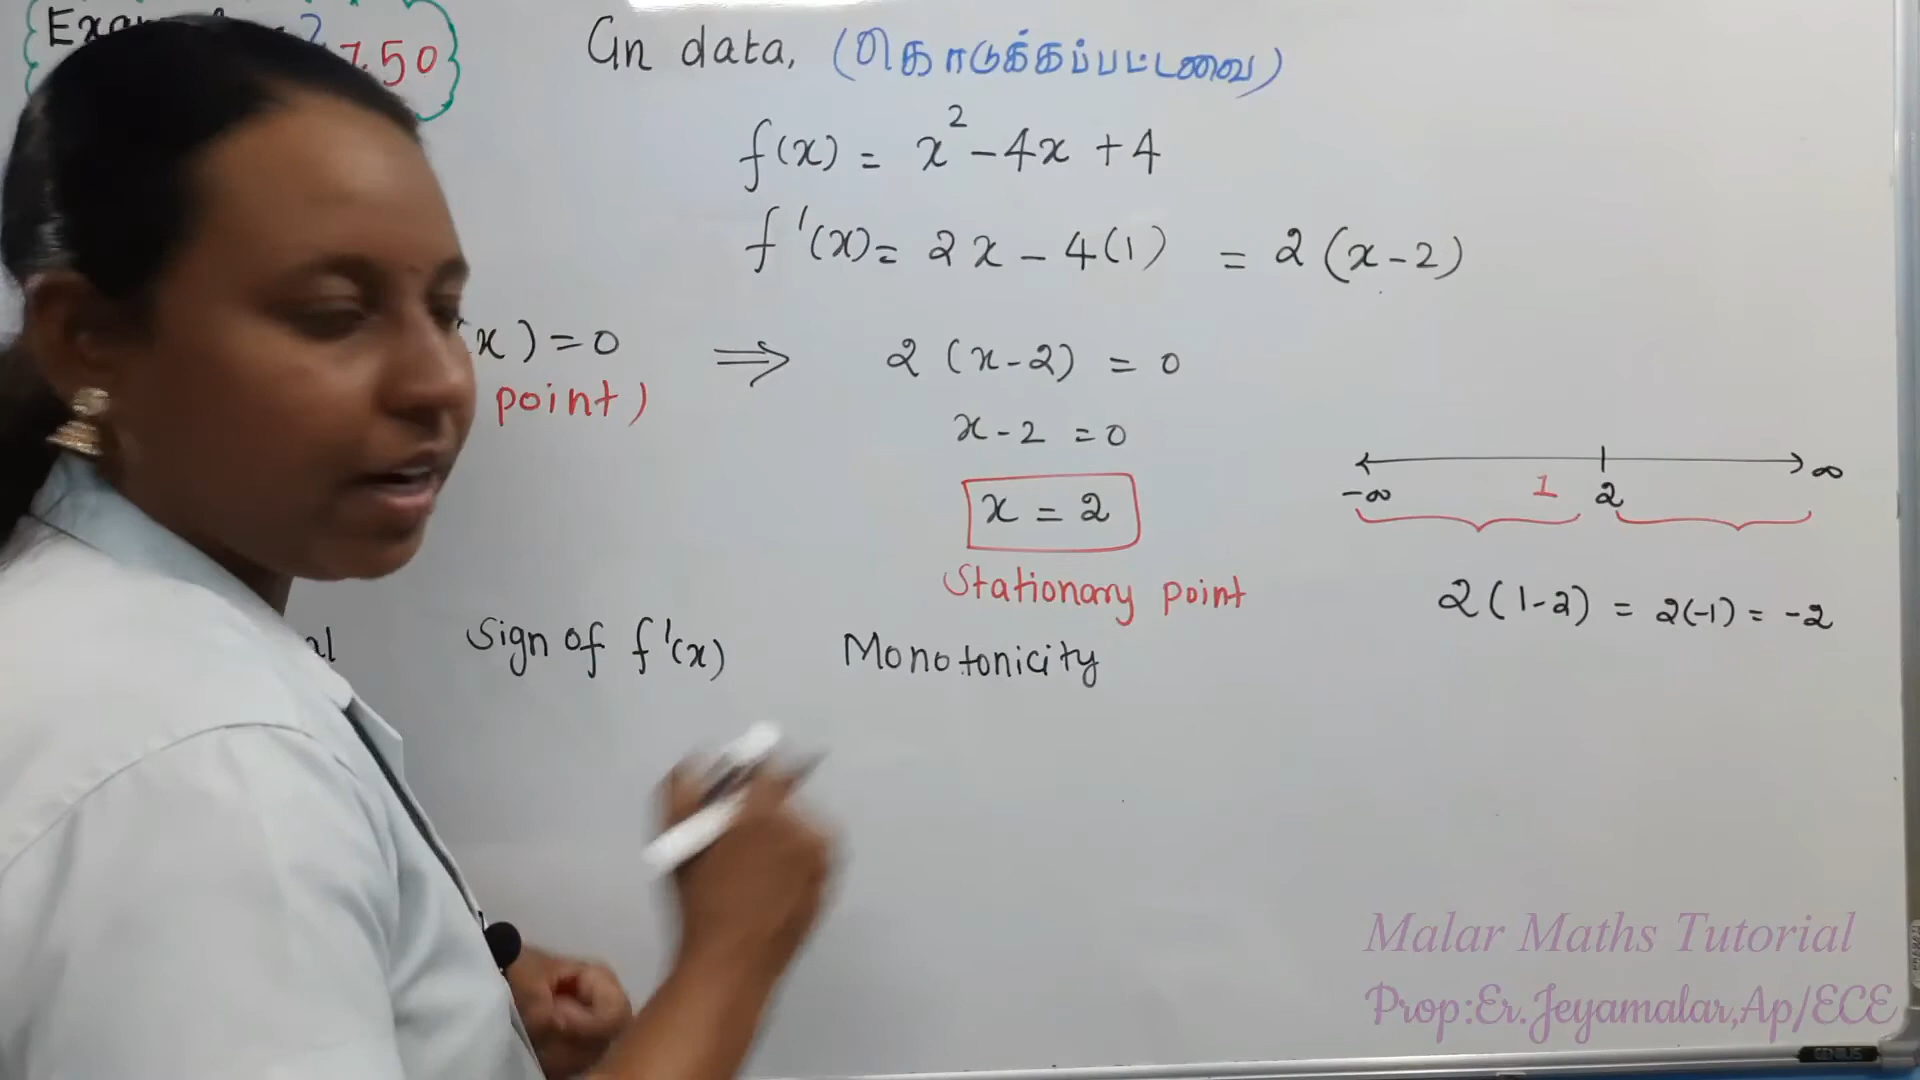 7.50
Gn data, (கொடுக்கப்பட்டவை)
f(x) = x² - 4x + 4
f'(x) = 2x - 4(1) = 2(x-2)
x) = 0 ⟹ 2(x-2) = 0
point)
x - 2 = 0
x = 2
Stationary point
-∞ 1 2 ∞
2(1-2) = 2(-1) = -2
Sign of f'(x) Monotonicity
Malar Maths Tutorial
Prop:Er.Jeyamalar,Ap/ECE